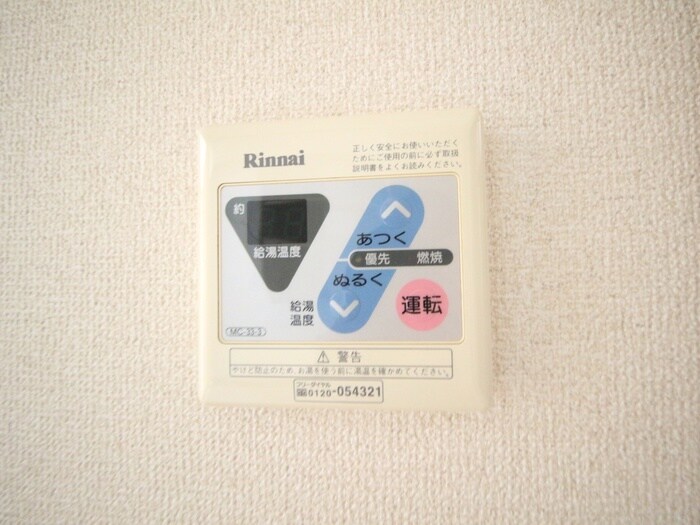 Rinnai
正しく安全にお使いいただく
ためにご使用の前に必ず取扱
説明書をよくお読みください。
約
給湯温度
あつく
優先 燃焼
ぬるく
給湯
温度
運転
MC-33-3
⚠ 警告
やけど防止のため、お湯を使う前に湯温を確かめてください。
フリーダイヤル
0120-054321